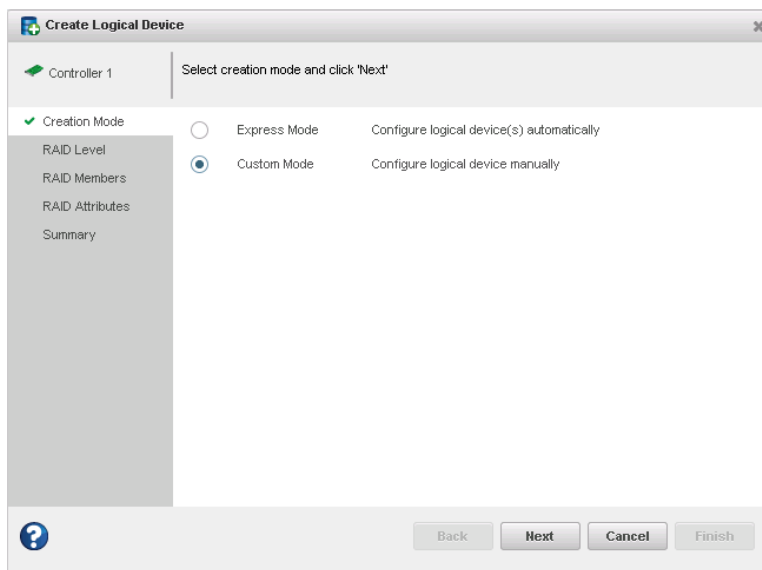 Create Logical Device
Controller 1
Select creation mode and click 'Next'
Creation Mode
RAID Level
RAID Members
RAID Attributes
Summary
Express Mode Configure logical device(s) automatically
Custom Mode Configure logical device manually
?
Back Next Cancel Finish